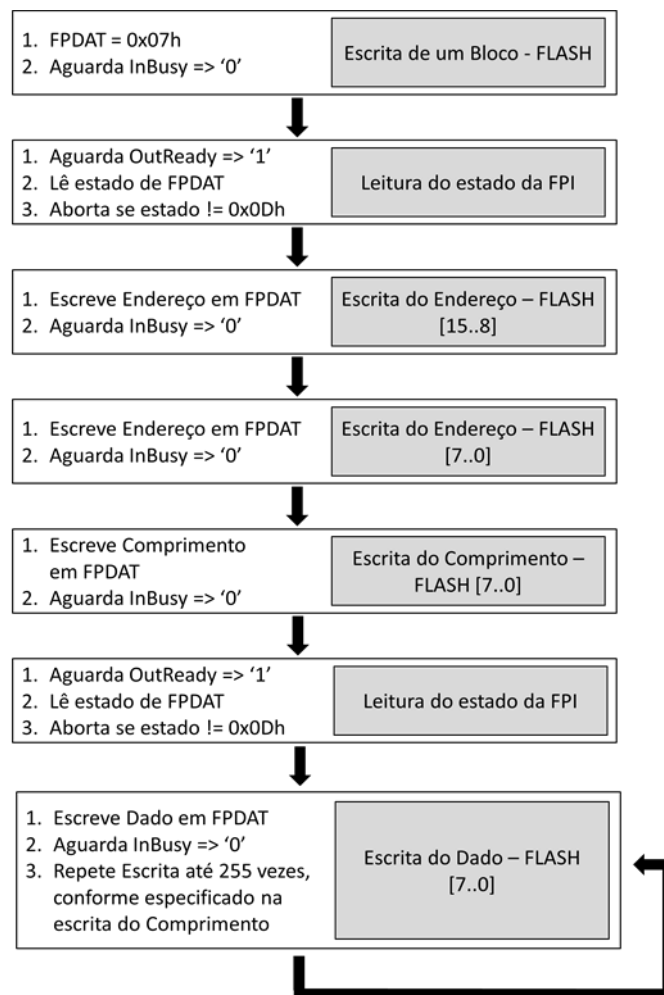 1. FPDAT = 0x07h
2. Aguarda InBusy => ‘0’
Escrita de um Bloco - FLASH
1. Aguarda OutReady => ‘1’
2. Lê estado de FPDAT
3. Aborta se estado != 0x0Dh
Leitura do estado da FPI
1. Escreve Endereço em FPDAT
2. Aguarda InBusy => ‘0’
Escrita do Endereço – FLASH
[15..8]
1. Escreve Endereço em FPDAT
2. Aguarda InBusy => ‘0’
Escrita do Endereço – FLASH
[7..0]
1. Escreve Comprimento
em FPDAT
2. Aguarda InBusy => ‘0’
Escrita do Comprimento –
FLASH [7..0]
1. Aguarda OutReady => ‘1’
2. Lê estado de FPDAT
3. Aborta se estado != 0x0Dh
Leitura do estado da FPI
1. Escreve Dado em FPDAT
2. Aguarda InBusy => ‘0’
3. Repete Escrita até 255 vezes,
conforme especificado na
escrita do Comprimento
Escrita do Dado – FLASH
[7..0]